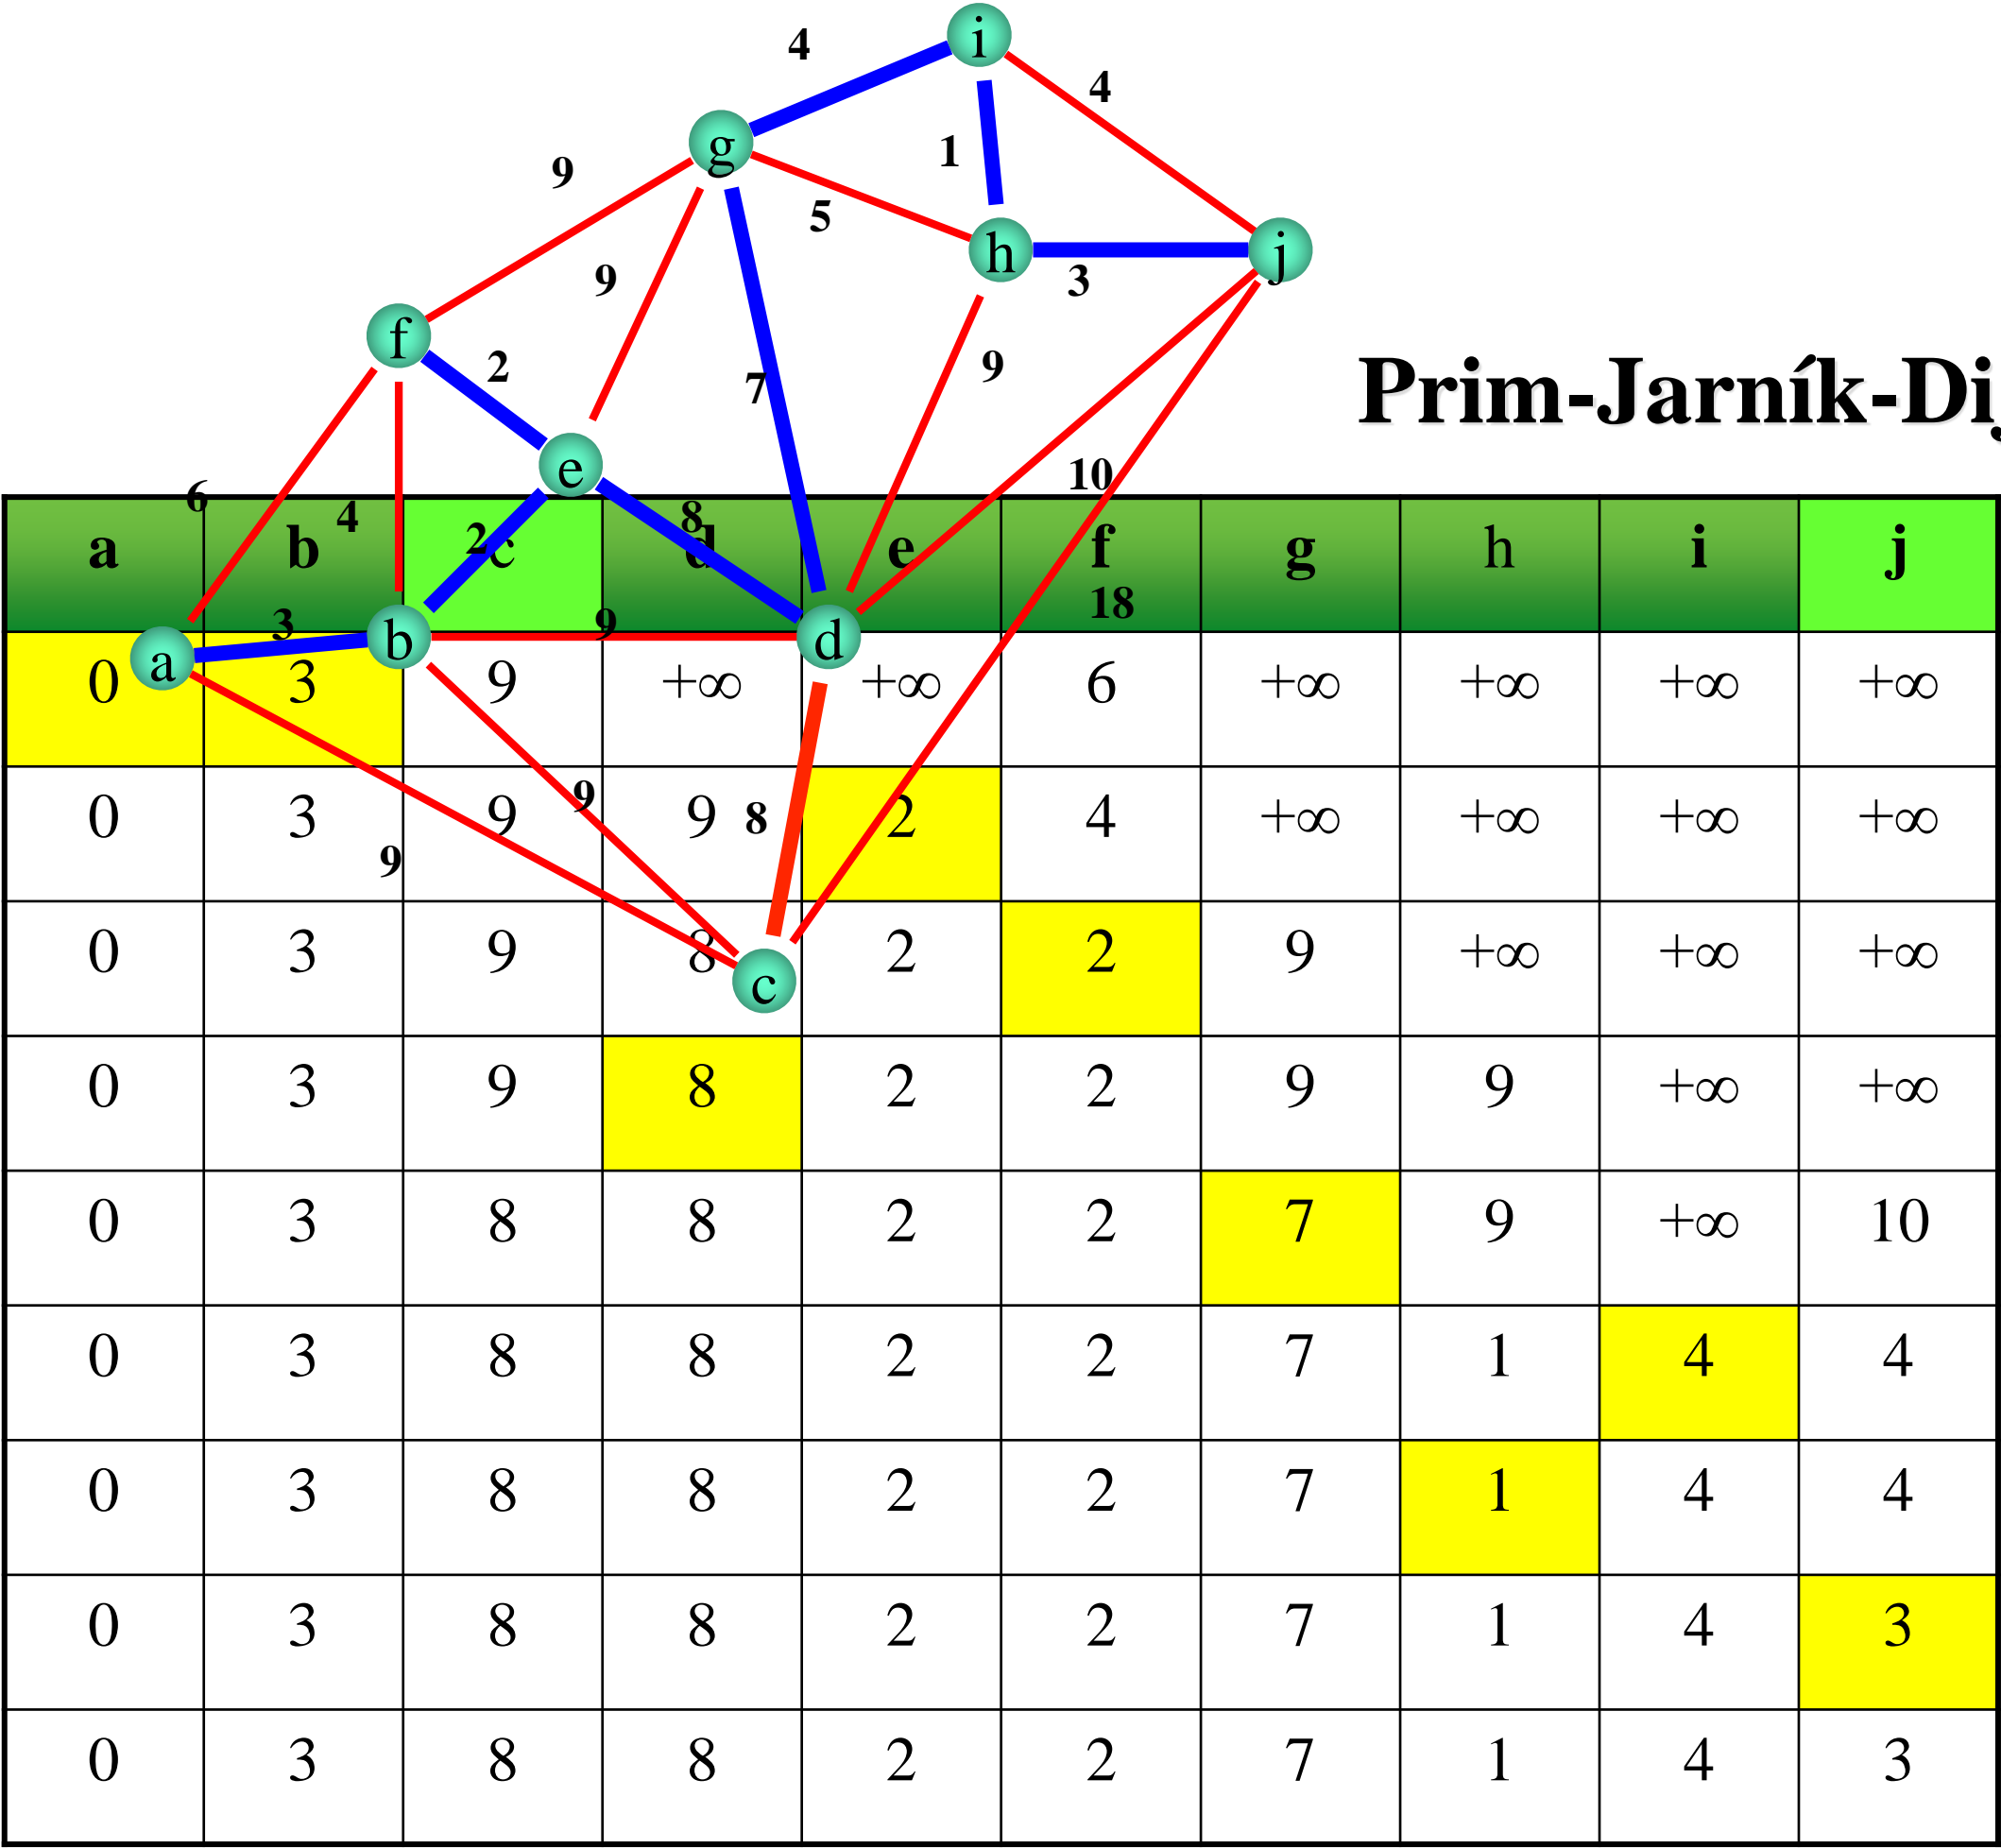 i
4
4
g
1
9
5
h
j
3
9
f
2
7
9
Prim-Jarník-Di
e
10
6
4
2
8
a b c d e f g h i j
18
3
9
b
d
a
0 3 9 +∞ +∞ 6 +∞ +∞ +∞ +∞
9
8
0 3 9 9 2 4 +∞ +∞ +∞ +∞
9
0 3 9 8 2 2 9 +∞ +∞ +∞
c
0 3 9 8 2 2 9 9 +∞ +∞
0 3 8 8 2 2 7 9 +∞ 10
0 3 8 8 2 2 7 1 4 4
0 3 8 8 2 2 7 1 4 4
0 3 8 8 2 2 7 1 4 3
0 3 8 8 2 2 7 1 4 3